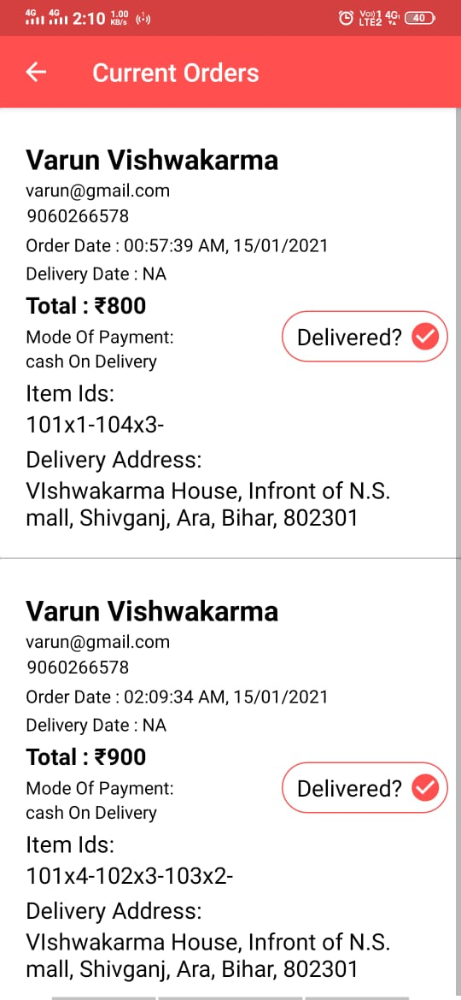 4G 4G 2:10 1.00 KB/s Vo) 1 4G LTE2 40
Current Orders
Varun Vishwakarma
varun@gmail.com
9060266578
Order Date : 00:57:39 AM, 15/01/2021
Delivery Date : NA
Total : ₹800
Mode Of Payment:
cash On Delivery
Delivered?
Item Ids:
101x1-104x3-
Delivery Address:
VIshwakarma House, Infront of N.S.
mall, Shivganj, Ara, Bihar, 802301
Varun Vishwakarma
varun@gmail.com
9060266578
Order Date : 02:09:34 AM, 15/01/2021
Delivery Date : NA
Total : ₹900
Mode Of Payment:
cash On Delivery
Delivered?
Item Ids:
101x4-102x3-103x2-
Delivery Address:
VIshwakarma House, Infront of N.S.
mall, Shivganj, Ara, Bihar, 802301